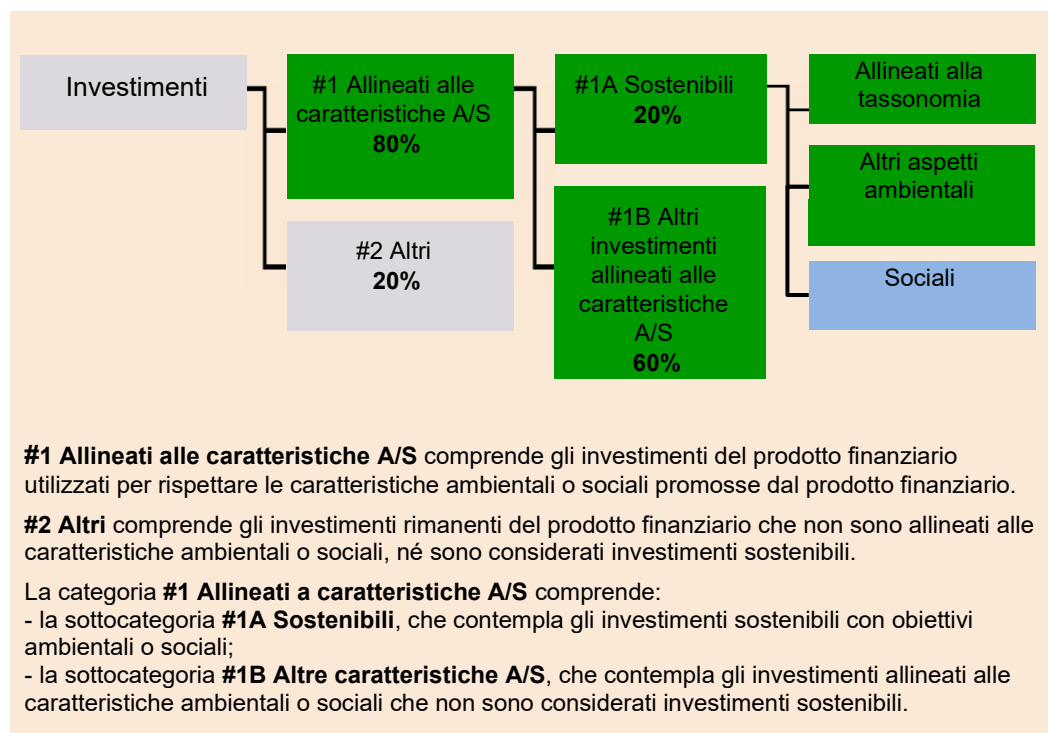 Investimenti
#1 Allineati alle
caratteristiche A/S
80%
#2 Altri
20%
#1A Sostenibili
20%
#1B Altri
investimenti
allineati alle
caratteristiche
A/S
60%
Allineati alla
tassonomia
Altri aspetti
ambientali
Sociali
#1 Allineati alle caratteristiche A/S comprende gli investimenti del prodotto finanziario
utilizzati per rispettare le caratteristiche ambientali o sociali promosse dal prodotto finanziario.
#2 Altri comprende gli investimenti rimanenti del prodotto finanziario che non sono allineati alle
caratteristiche ambientali o sociali, né sono considerati investimenti sostenibili.
La categoria #1 Allineati a caratteristiche A/S comprende:
- la sottocategoria #1A Sostenibili, che contempla gli investimenti sostenibili con obiettivi
ambientali o sociali;
- la sottocategoria #1B Altre caratteristiche A/S, che contempla gli investimenti allineati alle
caratteristiche ambientali o sociali che non sono considerati investimenti sostenibili.